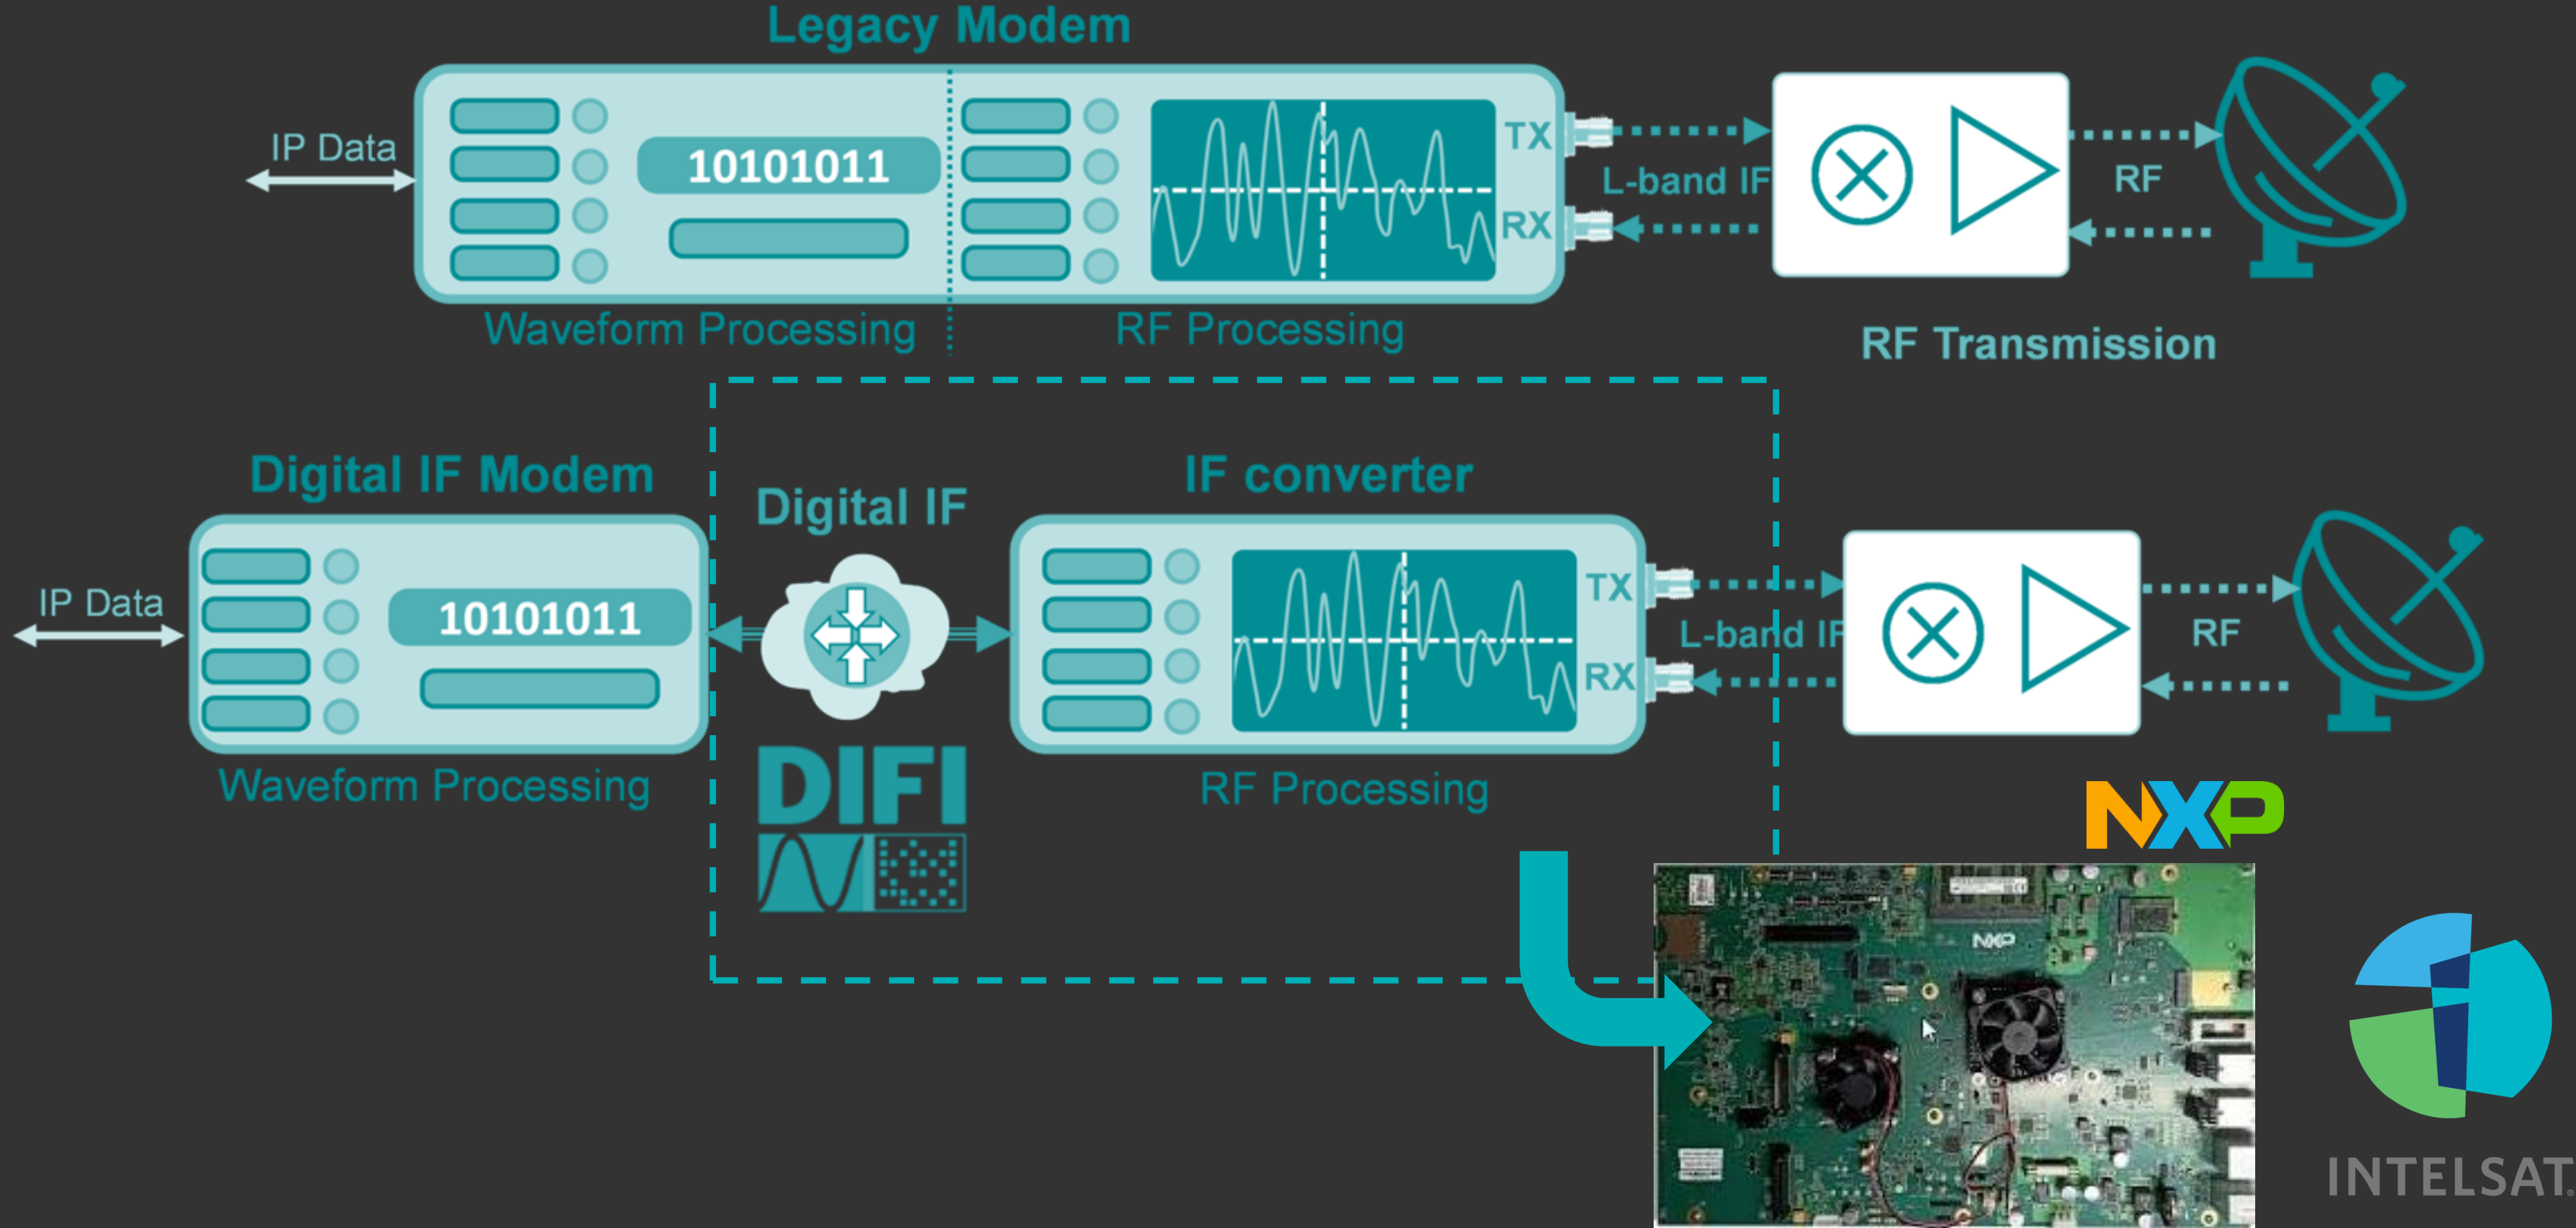 Legacy Modem
IP Data
10101011
TX
RX
L-band IF
RF
Waveform Processing
RF Processing
RF Transmission
Digital IF Modem
Digital IF
IF converter
IP Data
10101011
TX
RX
L-band IF
RF
Waveform Processing
DIFI
RF Processing
NXP
NXP
INTELSAT